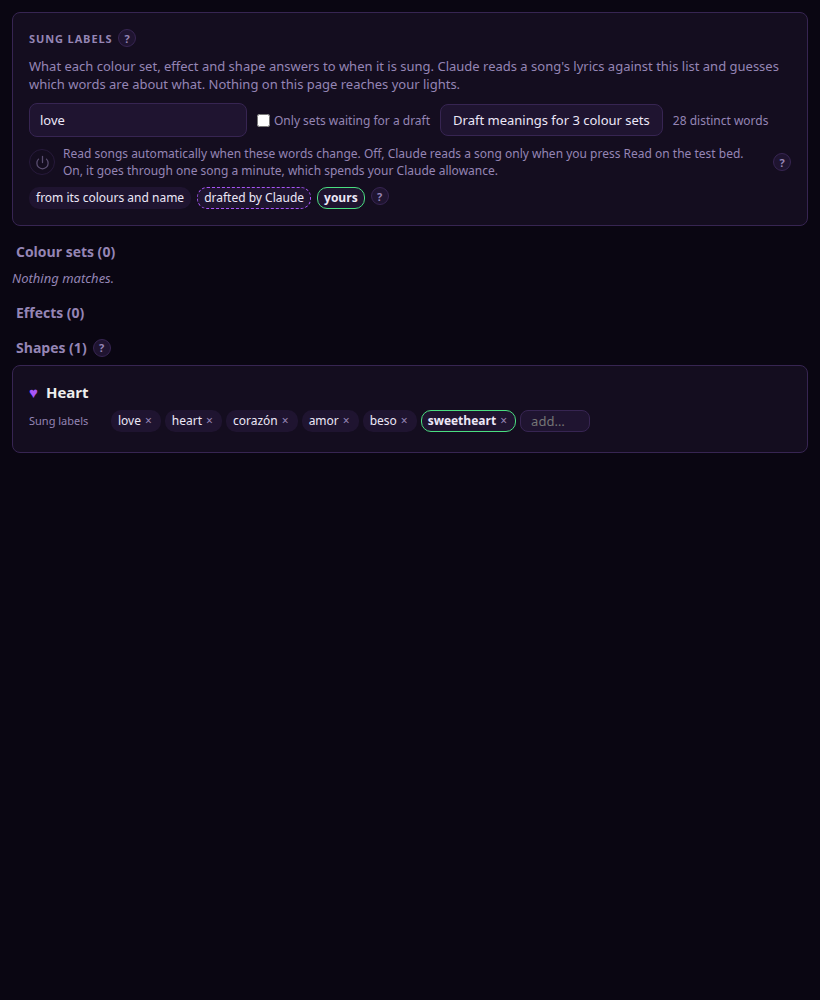 SUNG LABELS ?
What each colour set, effect and shape answers to when it is sung. Claude reads a song's lyrics against this list and guesses
which words are about what. Nothing on this page reaches your lights.
love Only sets waiting for a draft Draft meanings for 3 colour sets 28 distinct words
Read songs automatically when these words change. Off, Claude reads a song only when you press Read on the test bed.
On, it goes through one song a minute, which spends your Claude allowance.
?
from its colours and name drafted by Claude yours ?
Colour sets (0)
Nothing matches.
Effects (0)
Shapes (1) ?
♥ Heart
Sung labels love × heart × corazón × amor × beso × sweetheart × add...